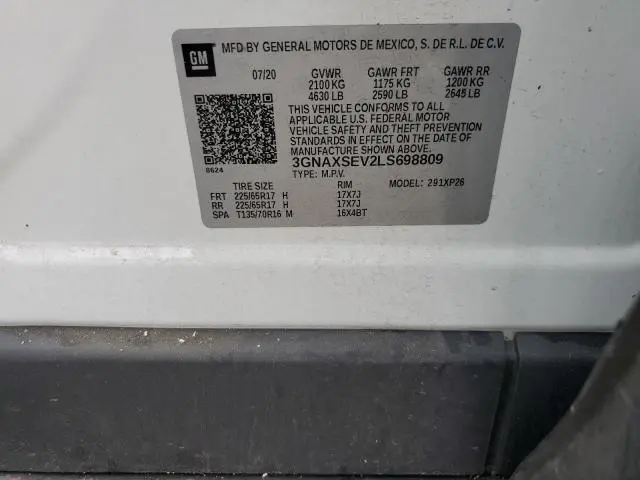 GM
MFD BY GENERAL MOTORS DE MEXICO, S. DE R.L. DE C.V.
07/20 GVWR GAWR FRT GAWR RR
2100 KG 1175 KG 1200 KG
4630 LB 2590 LB 2645 LB
THIS VEHICLE CONFORMS TO ALL
APPLICABLE U.S. FEDERAL MOTOR
VEHICLE SAFETY AND THEFT PREVENTION
STANDARDS IN EFFECT ON THE DATE OF
MANUFACTURE SHOWN ABOVE.
8624
3GNAXSEV2LS698809
TYPE: M.P.V.
MODEL: 291XP26
TIRE SIZE RIM
FRT 225/65R17 H 17X7J
RR 225/65R17 H 17X7J
SPA T135/70R16 M 16X4BT